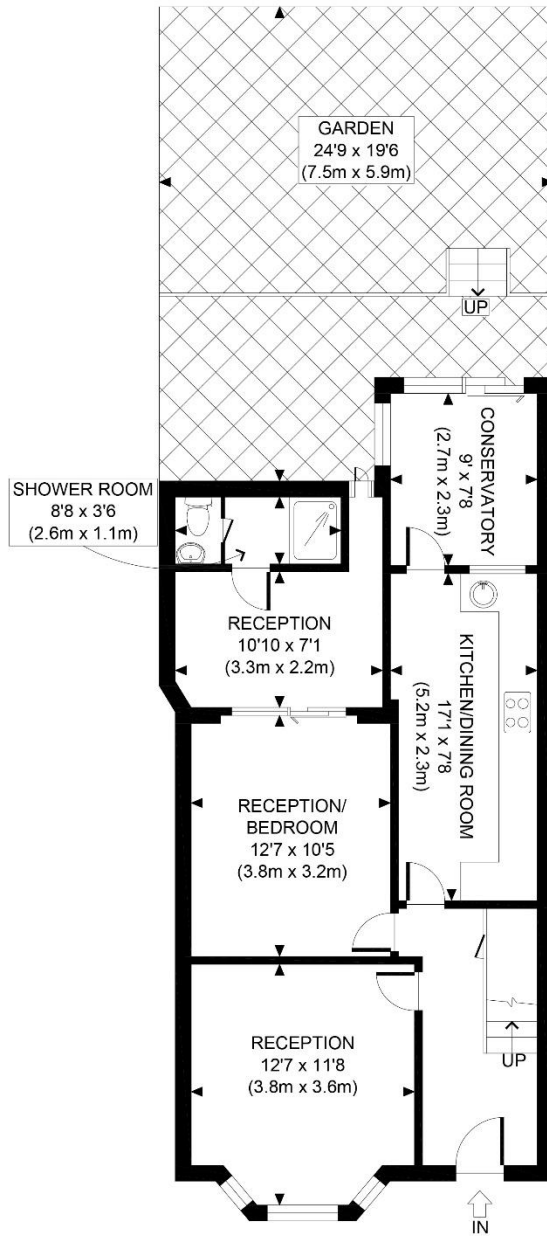 GARDEN
24'9 x 19'6
(7.5m x 5.9m)
UP
CONSERVATORY
9' x 7'8
(2.7m x 2.3m)
SHOWER ROOM
8'8 x 3'6
(2.6m x 1.1m)
RECEPTION
10'10 x 7'1
(3.3m x 2.2m)
KITCHEN/DINING ROOM
17'1 x 7'8
(5.2m x 2.3m)
RECEPTION/
BEDROOM
12'7 x 10'5
(3.8m x 3.2m)
RECEPTION
12'7 x 11'8
(3.8m x 3.6m)
UP
IN